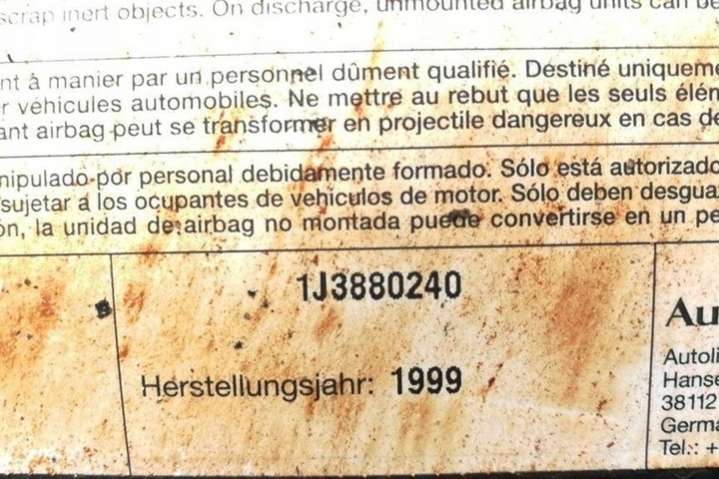 scrap inert objects. On discharge, unmounted airbag units can be
nt à manier par un personnel dûment qualifié. Destiné uniqueme
r véhicules automobiles. Ne mettre au rebut que les seuls élém
ant airbag peut se transformer en projectile dangereux en cas de
nipulado por personal debidamente formado. Sólo está autorizado
sujetar a los ocupantes de vehiculos de motor. Sólo deben desgua
ón, la unidad de airbag no montada puede convertirse en un pe
1J3880240
Herstellungsjahr: 1999
Au
Autoli
Hanse
38112
Germa
Tel.: +